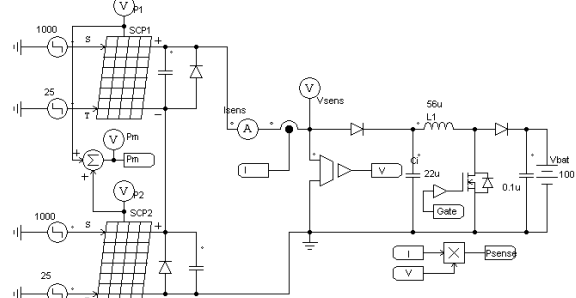 P1
1000
S
SCP1
+
25
T
−
Isens
A
V
Vsens
56u
L1
Pm
+
Σ
Pm
+
I
V
Ci
22u
Gate
0.1u
Vbat
100
V
P2
1000
S
SCP2
+
25
I
X
Psense
V